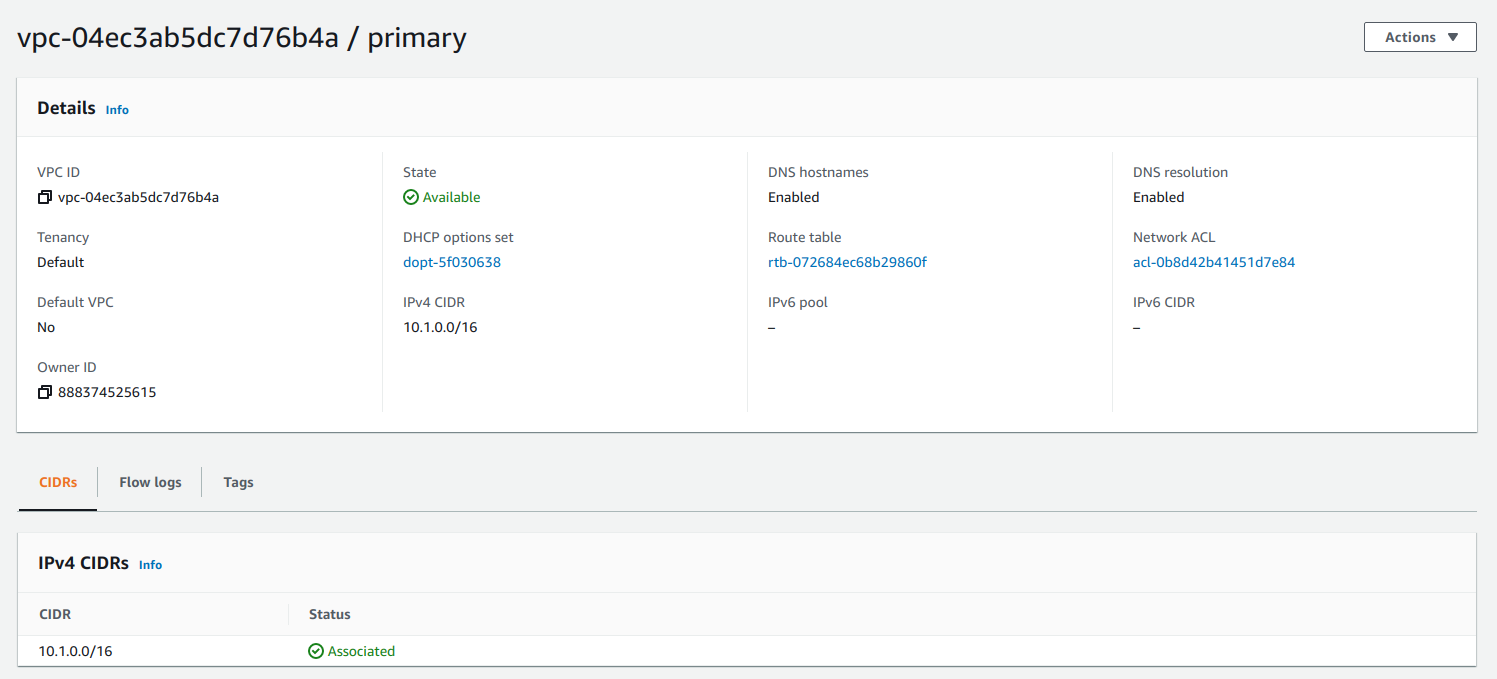 vpc-04ec3ab5dc7d76b4a / primary
Actions
Details Info
VPC ID
vpc-04ec3ab5dc7d76b4a
State
Available
DNS hostnames
Enabled
DNS resolution
Enabled
Tenancy
Default
DHCP options set
dopt-5f030638
Route table
rtb-072684ec68b29860f
Network ACL
acl-0b8d42b41451d7e84
Default VPC
No
IPv4 CIDR
10.1.0.0/16
IPv6 pool
–
IPv6 CIDR
–
Owner ID
888374525615
CIDRs
Flow logs
Tags
IPv4 CIDRs Info
CIDR
Status
10.1.0.0/16
Associated